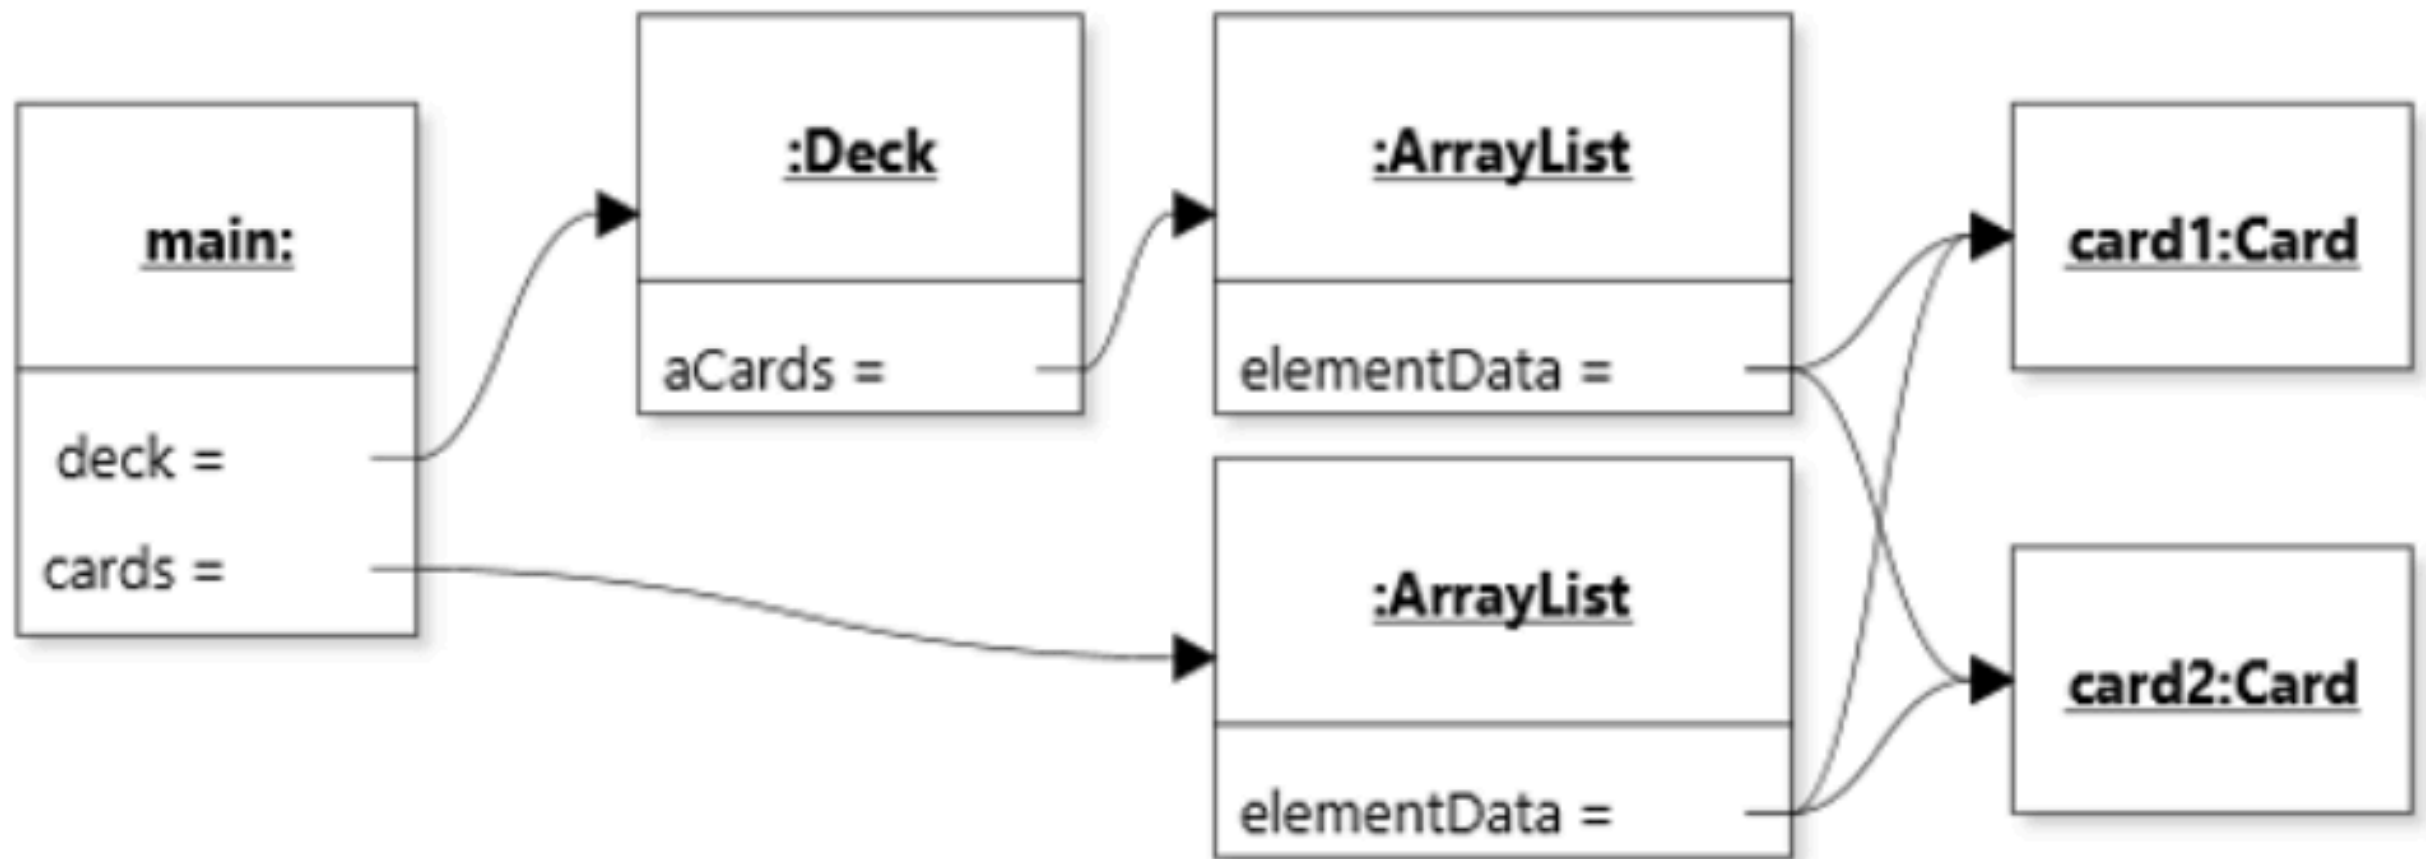 main:
deck =
cards =
:Deck
aCards =
:ArrayList
elementData =
:ArrayList
elementData =
card1:Card
card2:Card